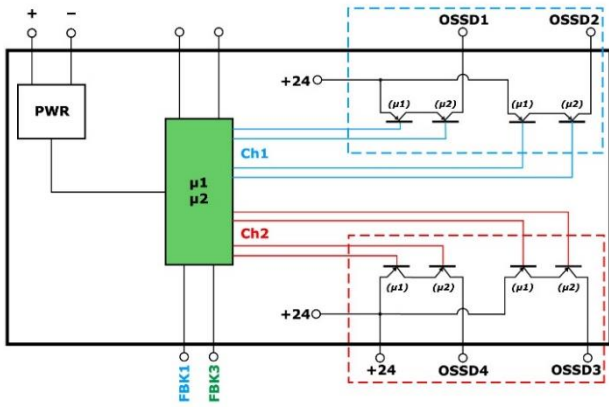 + −
OSSD1 OSSD2
+24
PWR
(µ1) (µ2) (µ1) (µ2)
Ch1
µ1
µ2
Ch2
(µ1) (µ2) (µ1) (µ2)
+24
FBK1
FBK3
+24 OSSD4 OSSD3